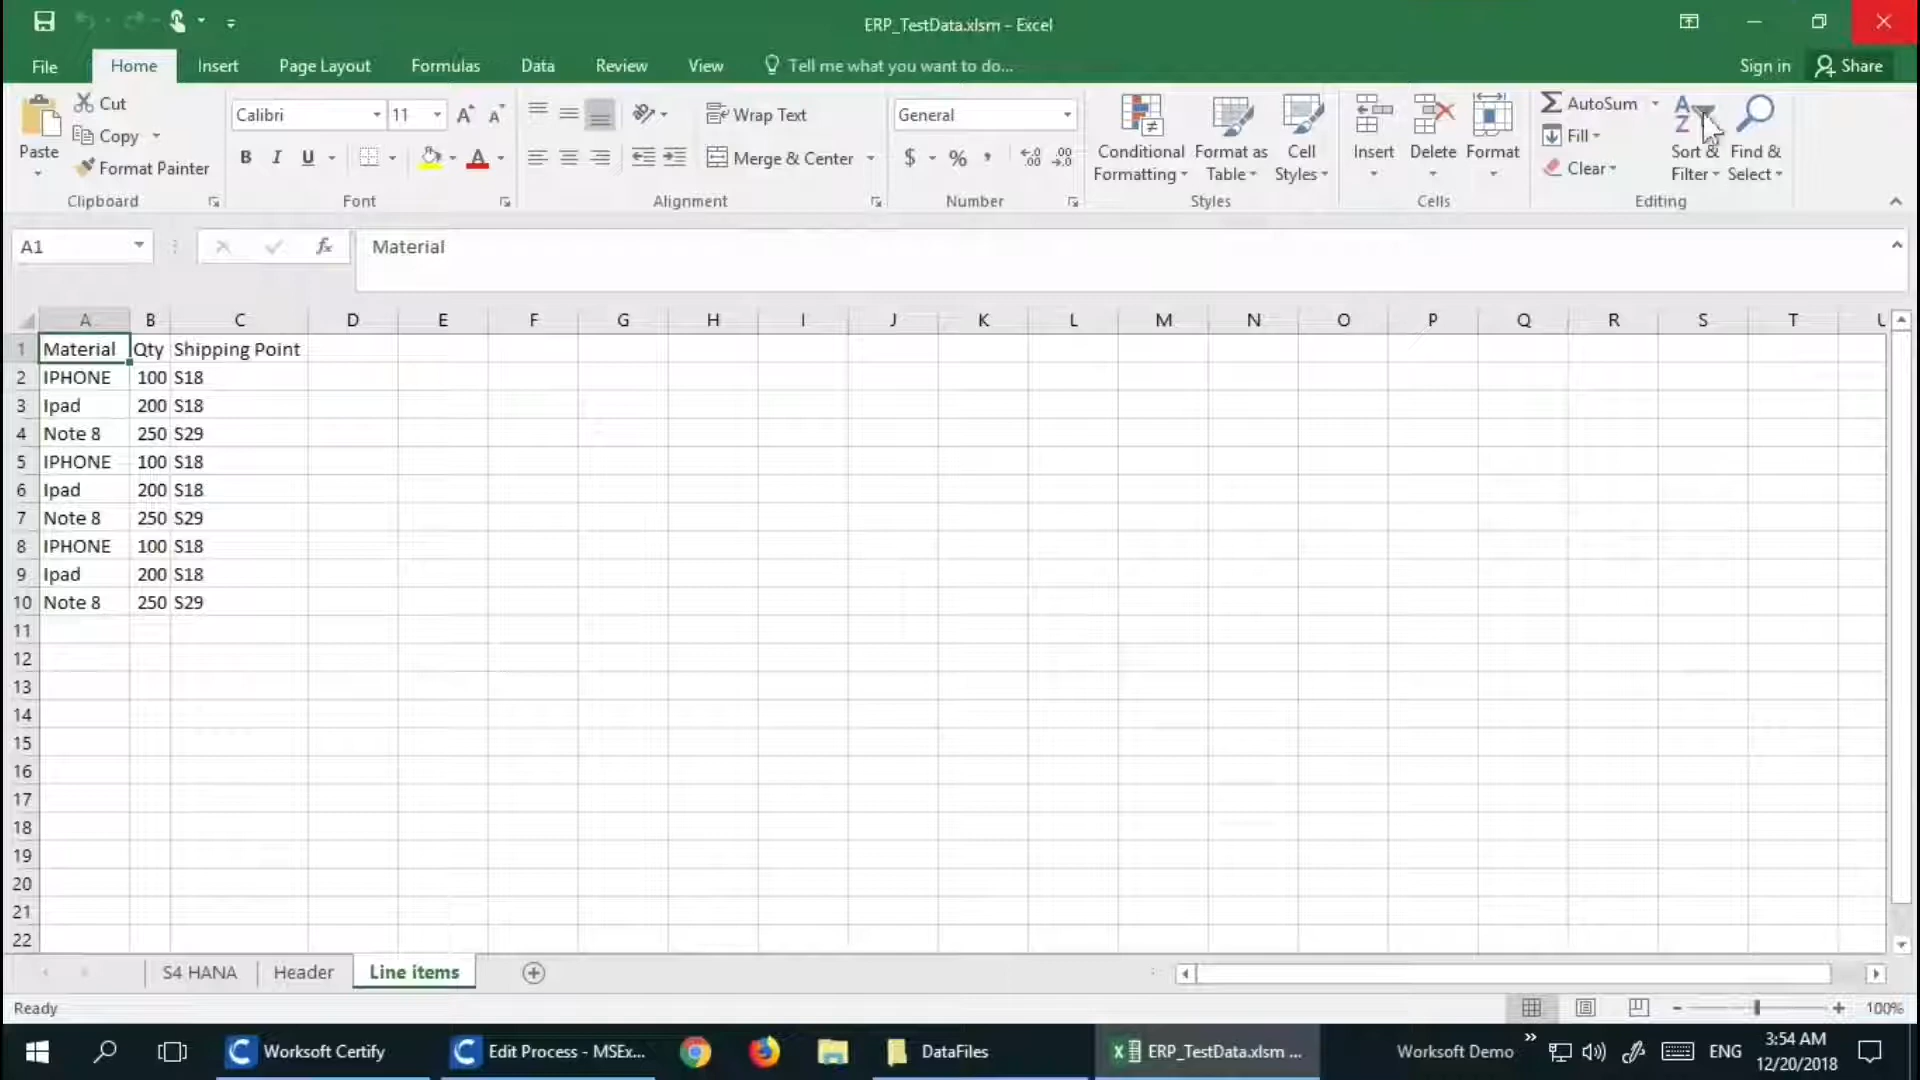 ERP_TestData.xlsm - Excel
File Home Insert Page Layout Formulas Data Review View Tell me what you want to do... Sign in Share
Paste
Cut
Copy
Format Painter
Clipboard
Calibri 11
B I U
Font
Wrap Text
Merge & Center
Alignment
General
$ % ,
Number
Conditional Formatting
Format as Table
Cell Styles
Styles
Insert Delete Format
Cells
AutoSum
Fill
Clear
Sort & Filter
Find & Select
Editing
A1 fx Material
A B C D E F G H I J K L M N O P Q R S T
1 Material Qty Shipping Point
2 IPHONE 100 S18
3 Ipad 200 S18
4 Note 8 250 S29
5 IPHONE 100 S18
6 Ipad 200 S18
7 Note 8 250 S29
8 IPHONE 100 S18
9 Ipad 200 S18
10 Note 8 250 S29
11
12
13
14
15
16
17
18
19
20
21
22
S4 HANA Header Line items
Ready 100%
Worksoft Certify Edit Process - MSEx... DataFiles ERP_TestData.xlsm ... Worksoft Demo ENG 3:54 AM
12/20/2018